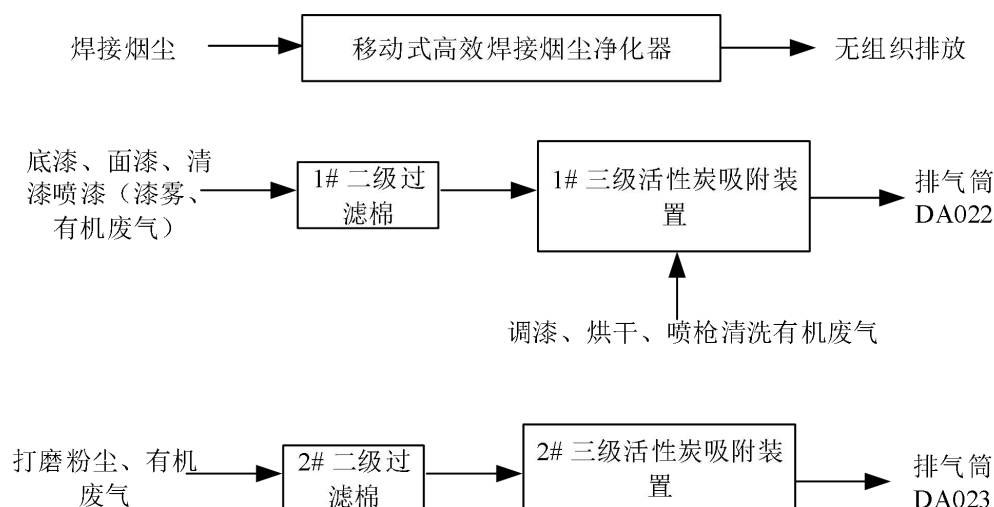 焊接烟尘
移动式高效焊接烟尘净化器
无组织排放
底漆、面漆、清
漆喷漆（漆雾、
有机废气）
1# 二级过
滤棉
1# 三级活性炭吸附装
置
排气筒
DA022
调漆、烘干、喷枪清洗有机废气
打磨粉尘、有机
废气
2# 二级过
滤棉
2# 三级活性炭吸附装
置
排气筒
DA023